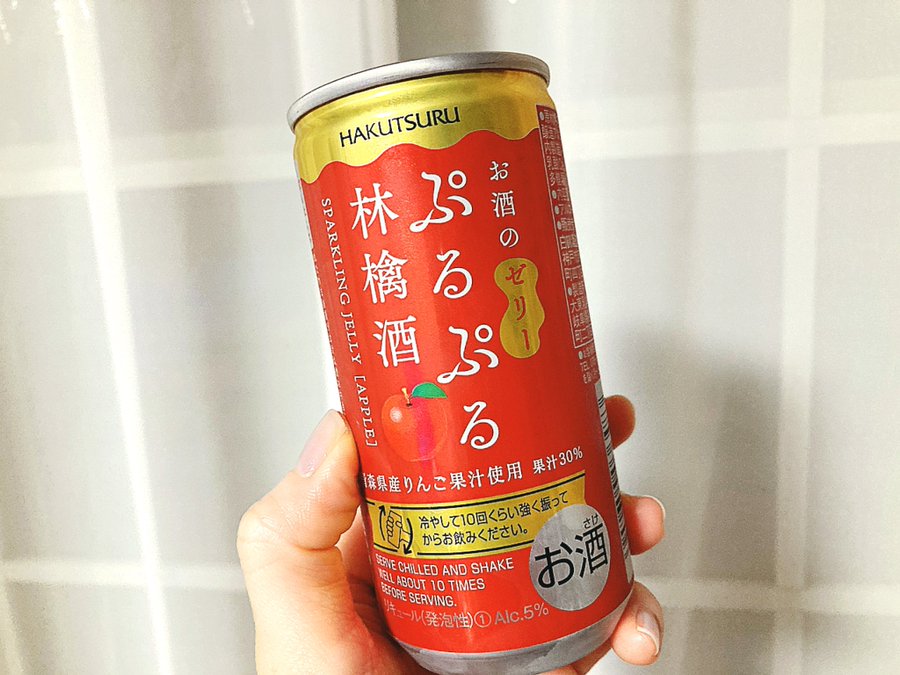 HAKUTSURU
お酒の
ゼリー
ぷるぷる
林檎酒
SPARKLING JELLY [APPLE]
森県産りんご果汁使用 果汁30%
冷やして10回くらい強く振って
からお飲みください。
SERVE CHILLED AND SHAKE
WELL ABOUT 10 TIMES
BEFORE SERVING.
さけ
お酒
リキュール(発泡性)① Alc.5%